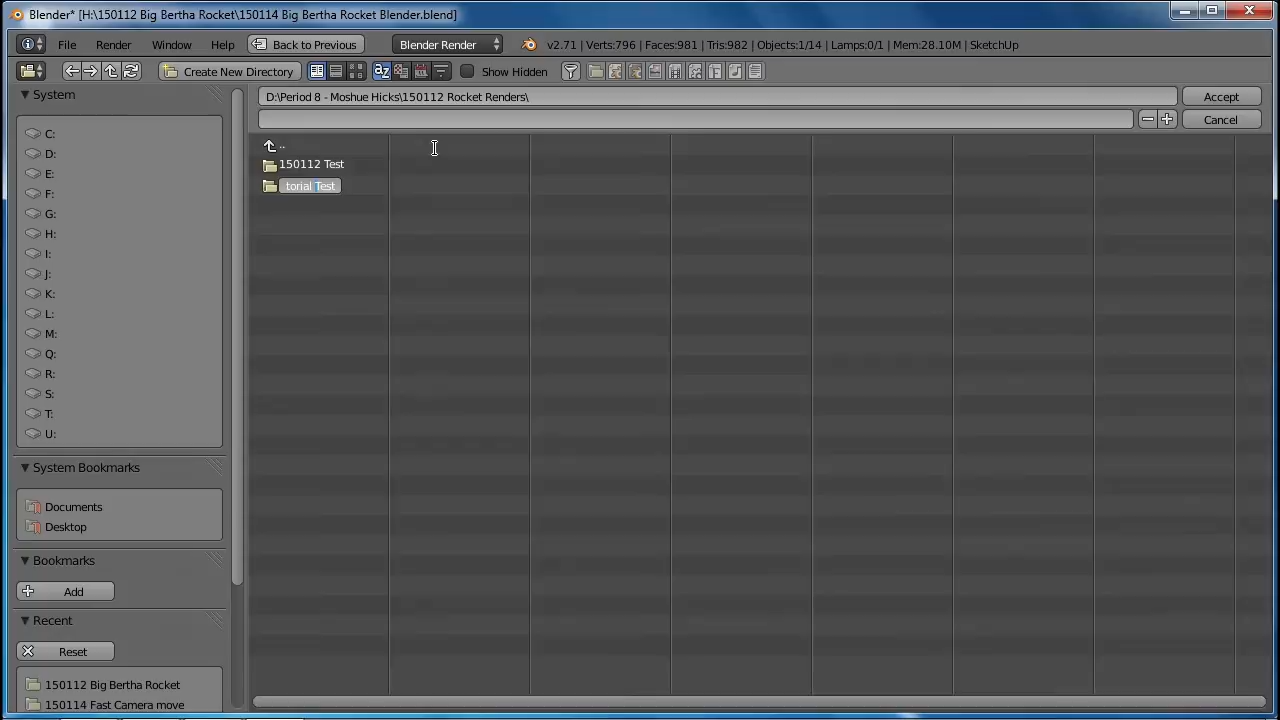 Blender* [H:\150112 Big Bertha Rocket\150114 Big Bertha Rocket Blender.blend]
File Render Window Help Back to Previous Blender Render v2.71 | Verts:796 | Faces:981 | Tris:982 | Objects:1/14 | Lamps:0/1 | Mem:28.10M | SketchUp
Create New Directory Show Hidden
System
C:
D:
E:
F:
G:
H:
I:
J:
K:
L:
M:
Q:
R:
S:
T:
U:
System Bookmarks
Documents
Desktop
Bookmarks
Add
Recent
Reset
150112 Big Bertha Rocket
150114 Fast Camera move
D:\Period 8 - Moshue Hicks\150112 Rocket Renders\
Accept
Cancel
..
150112 Test
torial Test